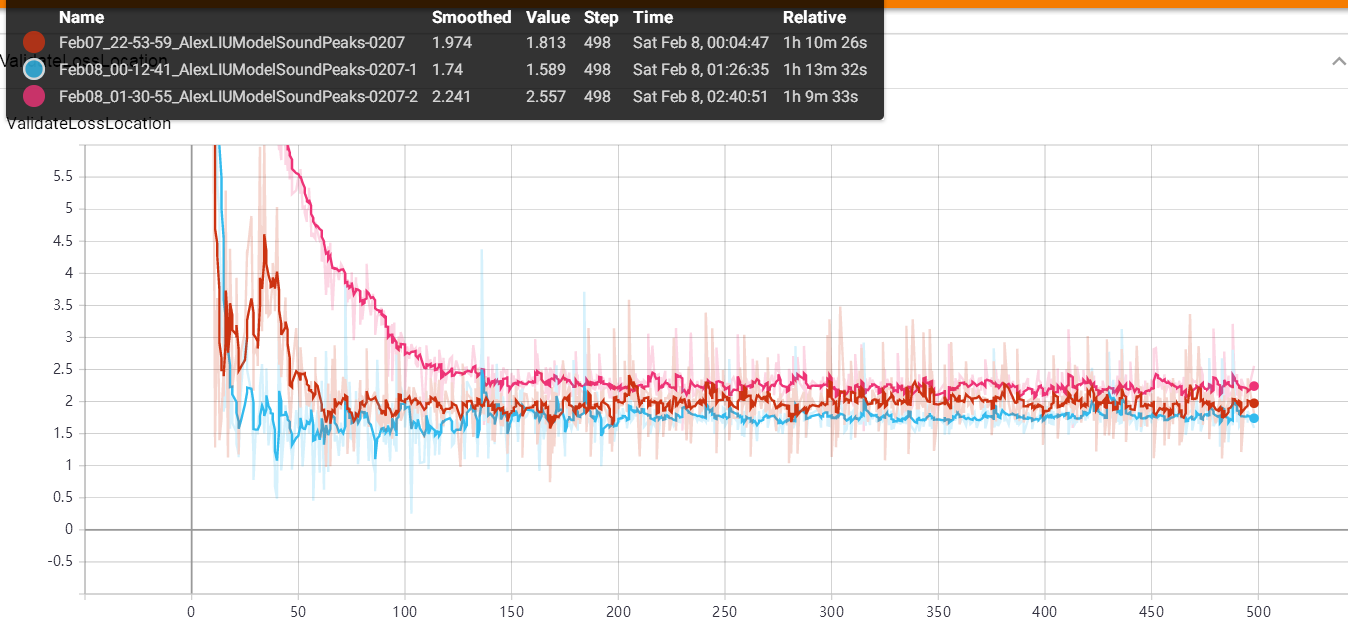 Name Smoothed Value Step Time Relative
Feb07_22-53-59_AlexLIUModelSoundPeaks-0207 1.974 1.813 498 Sat Feb 8, 00:04:47 1h 10m 26s
ValidateLossLocation
Feb08_00-12-41_AlexLIUModelSoundPeaks-0207-1 1.74 1.589 498 Sat Feb 8, 01:26:35 1h 13m 32s
Feb08_01-30-55_AlexLIUModelSoundPeaks-0207-2 2.241 2.557 498 Sat Feb 8, 02:40:51 1h 9m 33s
ValidateLossLocation
5.5
5
4.5
4
3.5
3
2.5
2
1.5
1
0.5
0
-0.5
0 50 100 150 200 250 300 350 400 450 500